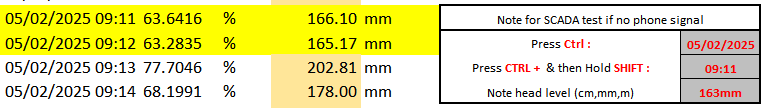 05/02/2025 09:11 63.6416 % 166.10 mm
05/02/2025 09:12 63.2835 % 165.17 mm
05/02/2025 09:13 77.7046 % 202.81 mm
05/02/2025 09:14 68.1991 % 178.00 mm
Note for SCADA test if no phone signal
Press Ctrl : 05/02/2025
Press CTRL + & then Hold SHIFT : 09:11
Note head level (cm,mm,m) 163mm